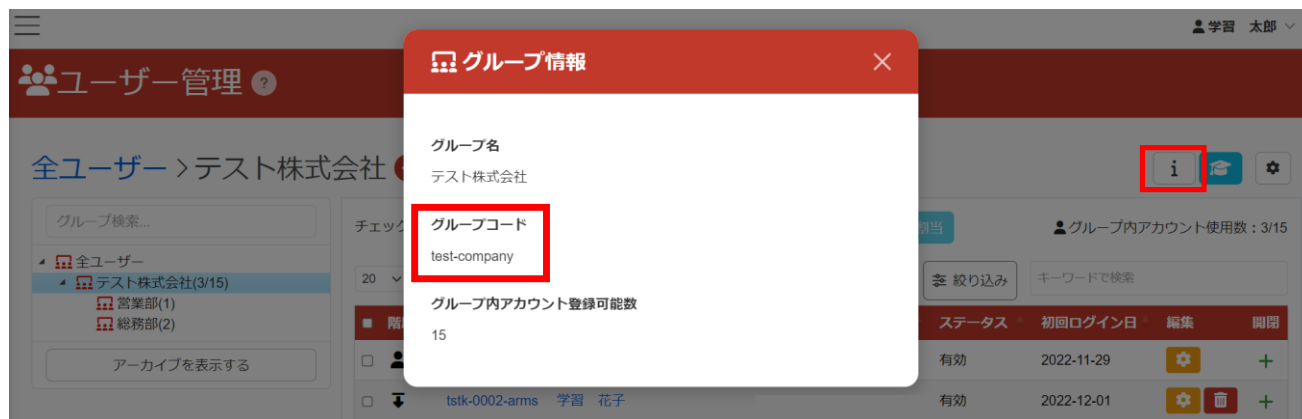 学習 太郎
ユーザー管理
?
グループ情報
全ユーザー > テスト株式会社
i
グループ名
テスト株式会社
グループ検索...
チェック
グループコード
割当
グループ内アカウント使用数:3/15
test-company
全ユーザー
テスト株式会社(3/15)
営業部(1)
総務部(2)
20
絞り込み
キーワードで検索
グループ内アカウント登録可能数
15
ステータス
初回ログイン日
編集
開閉
アーカイブを表示する
有効
2022-11-29
tstk-0002-arms 学習 花子
有効
2022-12-01